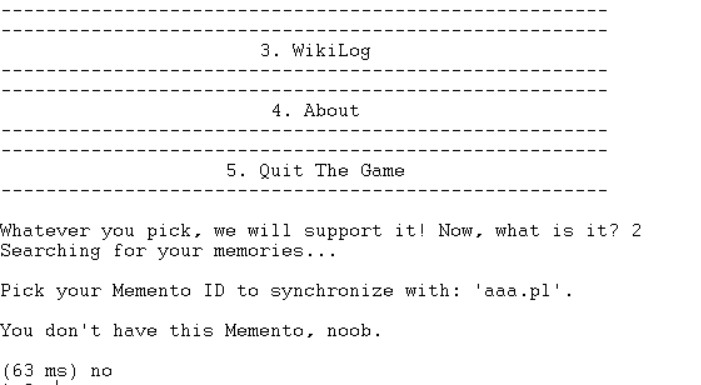 ------------------------------------------------------
------------------------------------------------------
3. WikiLog
------------------------------------------------------
------------------------------------------------------
4. About
------------------------------------------------------
------------------------------------------------------
5. Quit The Game
------------------------------------------------------
Whatever you pick, we will support it! Now, what is it? 2
Searching for your memories...
Pick your Memento ID to synchronize with: 'aaa.pl'.
You don't have this Memento, noob.
(63 ms) no